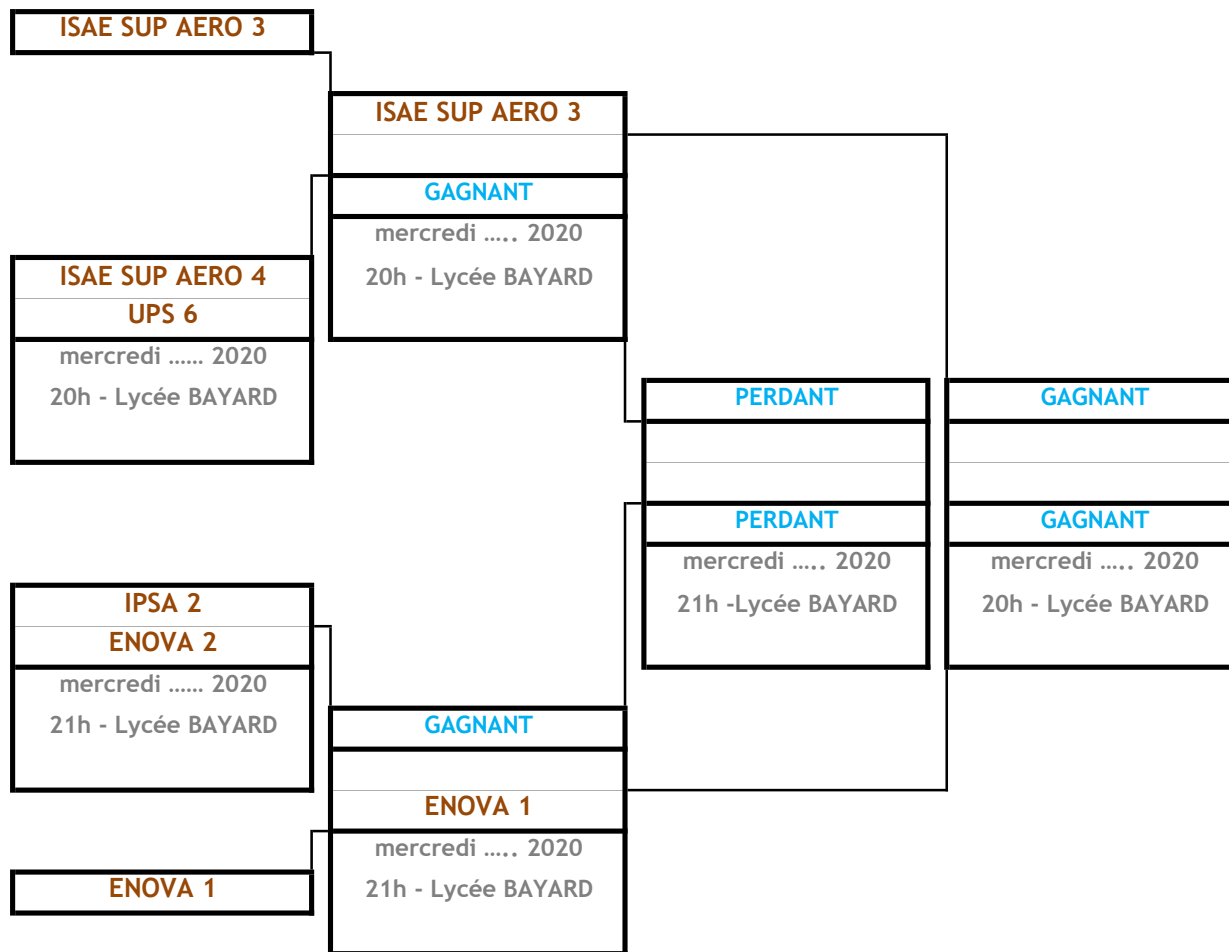 ISAE SUP AERO 3
ISAE SUP AERO 3
GAGNANT
mercredi ….. 2020
20h - Lycée BAYARD
ISAE SUP AERO 4
UPS 6
mercredi …… 2020
20h - Lycée BAYARD
PERDANT
PERDANT
mercredi ….. 2020
21h -Lycée BAYARD
GAGNANT
GAGNANT
mercredi ….. 2020
20h - Lycée BAYARD
IPSA 2
ENOVA 2
mercredi …… 2020
21h - Lycée BAYARD
GAGNANT
ENOVA 1
mercredi ….. 2020
21h - Lycée BAYARD
ENOVA 1